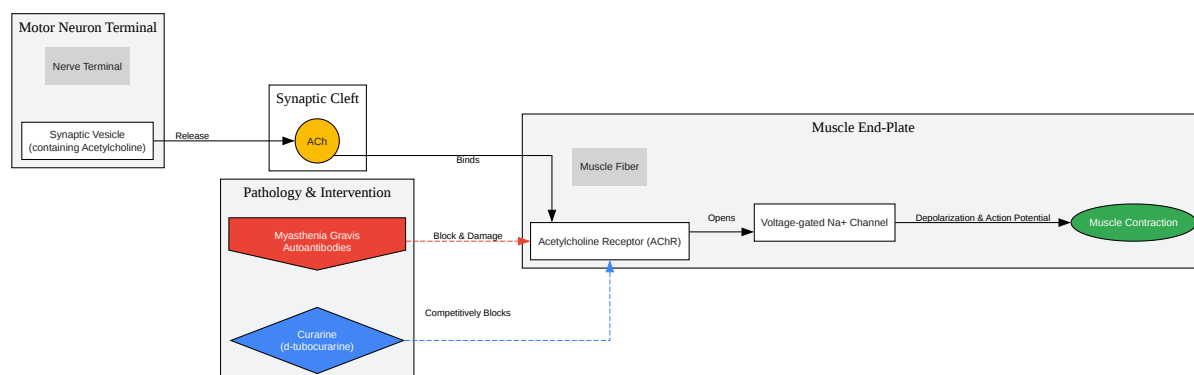 Motor Neuron Terminal
Nerve Terminal
Synaptic Vesicle
(containing Acetylcholine)
Release
Synaptic Cleft
ACh
Binds
Muscle End-Plate
Muscle Fiber
Acetylcholine Receptor (AChR)
Opens
Voltage-gated Na+ Channel
Depolarization & Action Potential
Muscle Contraction
Pathology & Intervention
Myasthenia Gravis
Autoantibodies
Block & Damage
Curarine
(d-tubocurarine)
Competitively Blocks